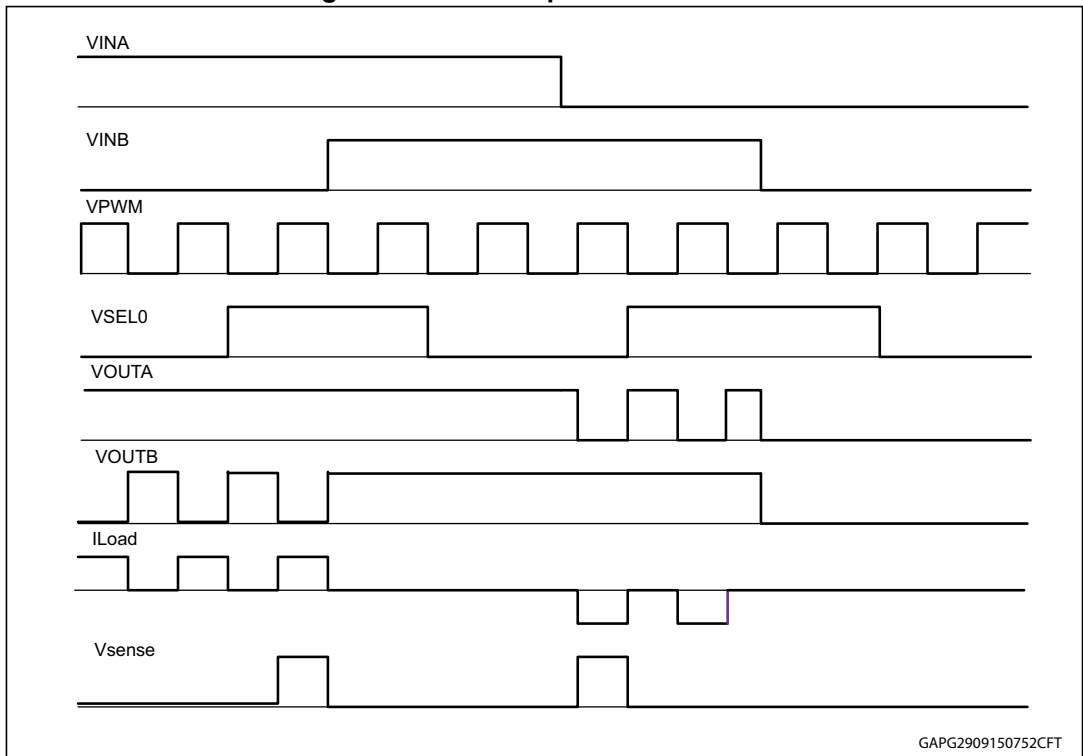 VINA
VINB
VPWM
VSEL0
VOUTA
VOUTB
ILoad
Vsense
GAPG2909150752CFT